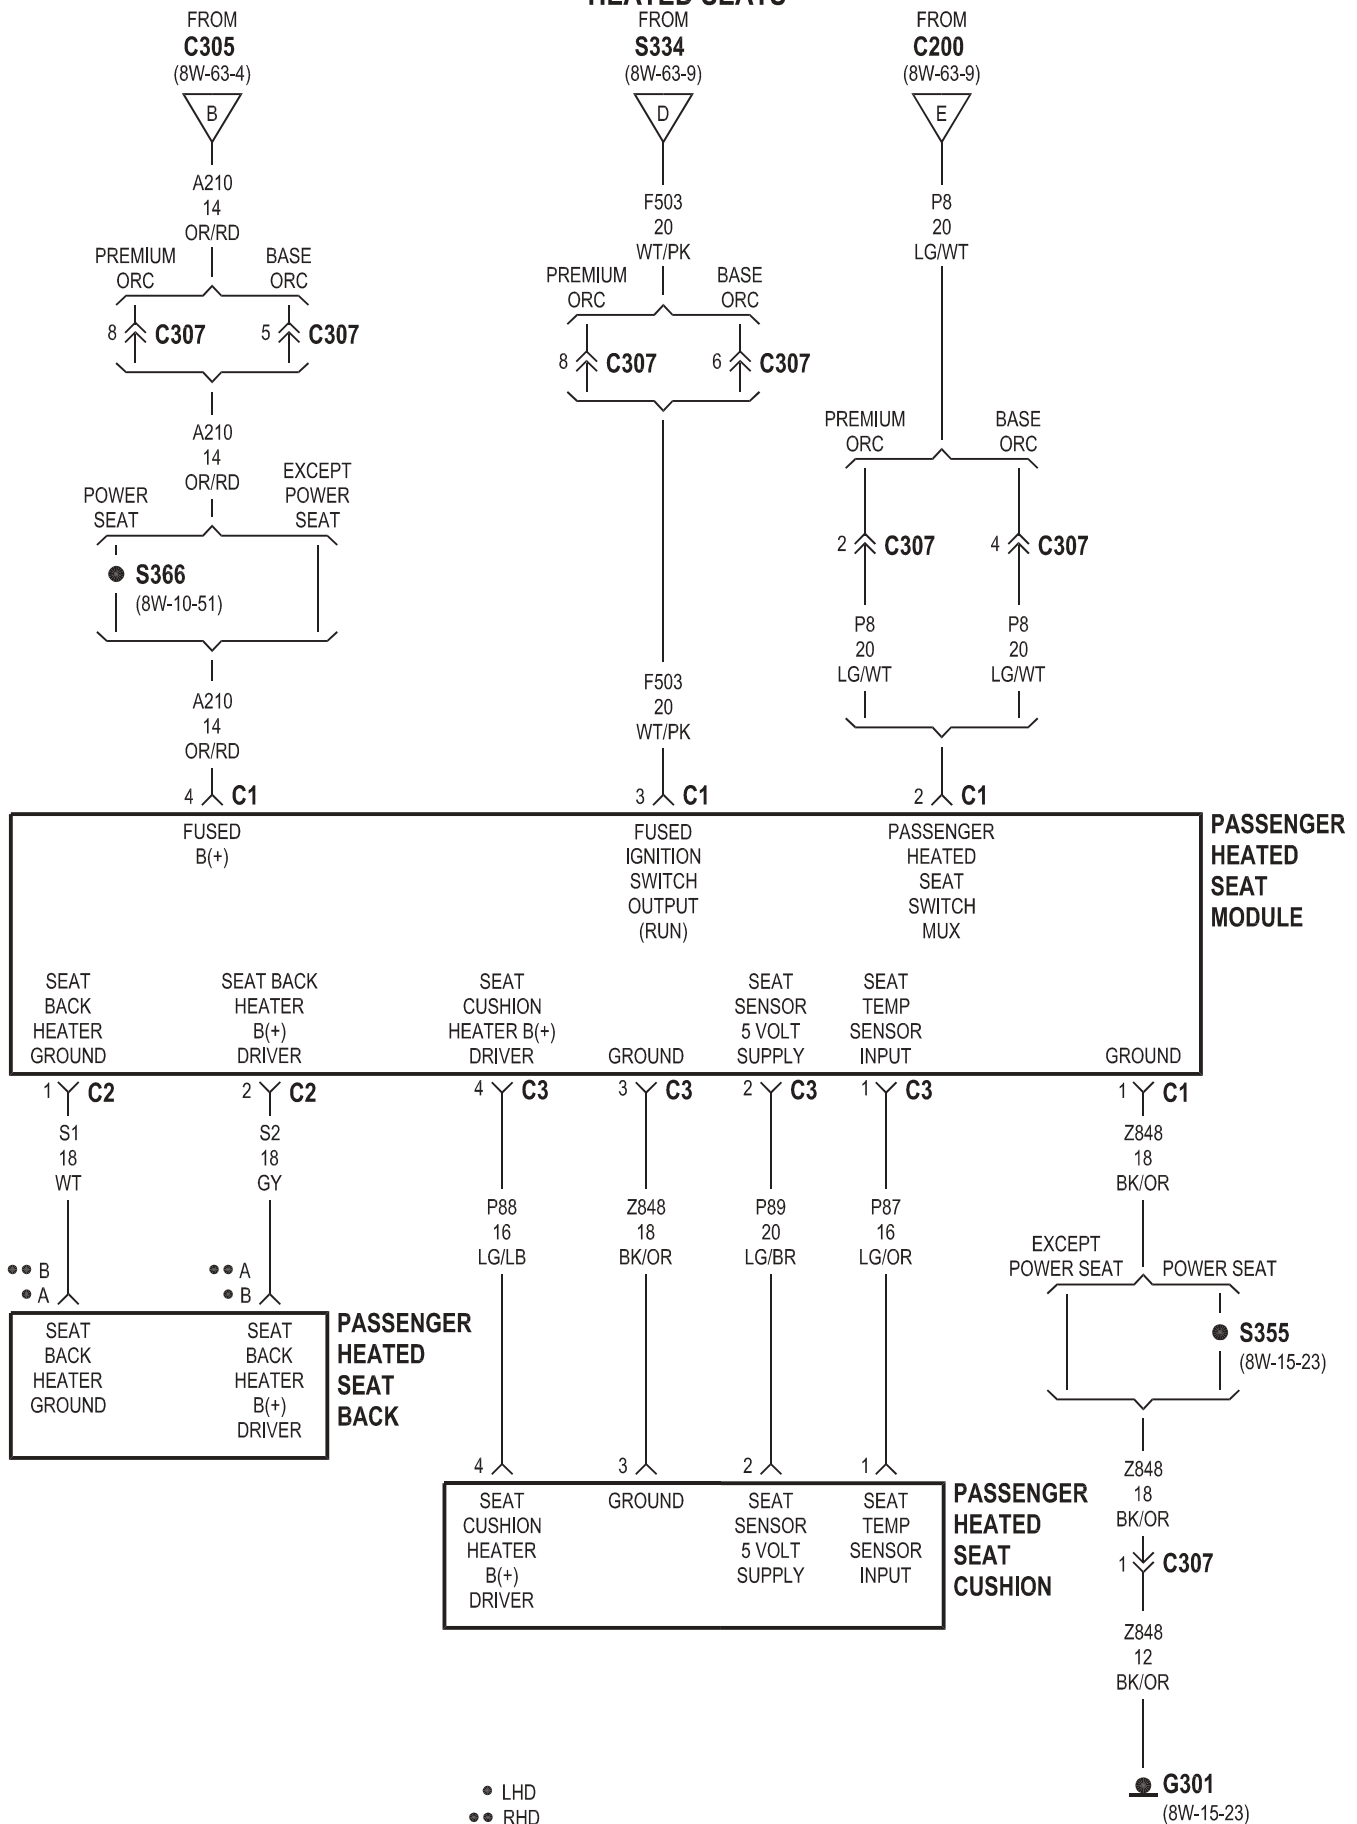 HEATED SEATS
FROM
C305
(8W-63-4)
B
A210
14
OR/RD
PREMIUM
ORC
BASE
ORC
8
C307
5
C307
A210
14
OR/RD
POWER
SEAT
EXCEPT
POWER
SEAT
S366
(8W-10-51)
A210
14
OR/RD
4
C1
FROM
S334
(8W-63-9)
D
F503
20
WT/PK
PREMIUM
ORC
BASE
ORC
8
C307
6
C307
F503
20
WT/PK
3
C1
FROM
C200
(8W-63-9)
E
P8
20
LG/WT
PREMIUM
ORC
BASE
ORC
2
C307
4
C307
P8
20
LG/WT
P8
20
LG/WT
2
C1
FUSED
B(+)
FUSED
IGNITION
SWITCH
OUTPUT
(RUN)
PASSENGER
HEATED
SEAT
SWITCH
MUX
PASSENGER
HEATED
SEAT
MODULE
SEAT
BACK
HEATER
GROUND
SEAT BACK
HEATER
B(+)
DRIVER
SEAT
CUSHION
HEATER B(+)
DRIVER
GROUND
SEAT
SENSOR
5 VOLT
SUPPLY
SEAT
TEMP
SENSOR
INPUT
GROUND
1
C2
S1
18
WT
•• B
• A
2
C2
S2
18
GY
•• A
• B
SEAT
BACK
HEATER
GROUND
SEAT
BACK
HEATER
B(+)
DRIVER
PASSENGER
HEATED
SEAT
BACK
4
C3
P88
16
LG/LB
4
3
C3
Z848
18
BK/OR
3
2
C3
P89
20
LG/BR
2
1
C3
P87
16
LG/OR
1
SEAT
CUSHION
HEATER
B(+)
DRIVER
GROUND
SEAT
SENSOR
5 VOLT
SUPPLY
SEAT
TEMP
SENSOR
INPUT
PASSENGER
HEATED
SEAT
CUSHION
1
C1
Z848
18
BK/OR
EXCEPT
POWER SEAT
POWER SEAT
S355
(8W-15-23)
Z848
18
BK/OR
1
C307
Z848
12
BK/OR
G301
(8W-15-23)
• LHD
•• RHD